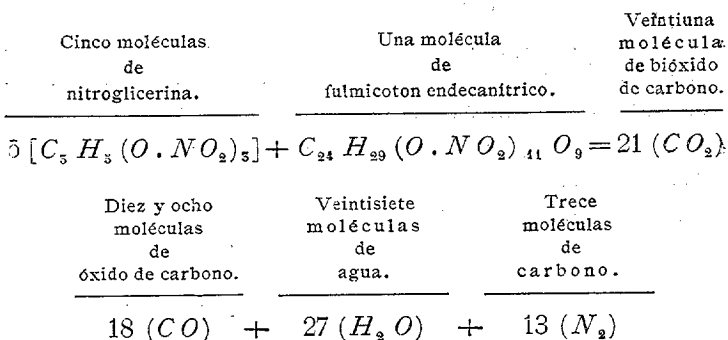 Cinco moléculas
de
nitroglicerina.
Una molécula
de
fulmicoton endecanítrico.
Veintiuna
molécula
de bióxido
de carbono.
5 [C₃ H₅ (O . N O₂)₃] + C₂₄ H₂₉ (O . N O₂) ₁₁ O₉ = 21 (C O₂)
Diez y ocho
moléculas
de
óxido de carbono.
Veintisiete
moléculas
de
agua.
Trece
moléculas
de
carbono.
18 (C O) + 27 (H₂ O) + 13 (N₂)